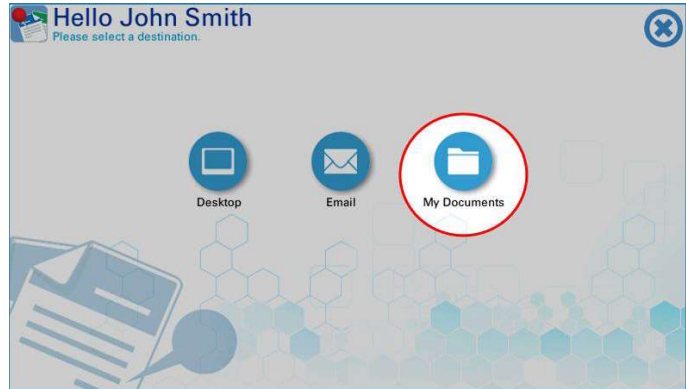 Hello John Smith
Please select a destination.
Desktop
Email
My Documents